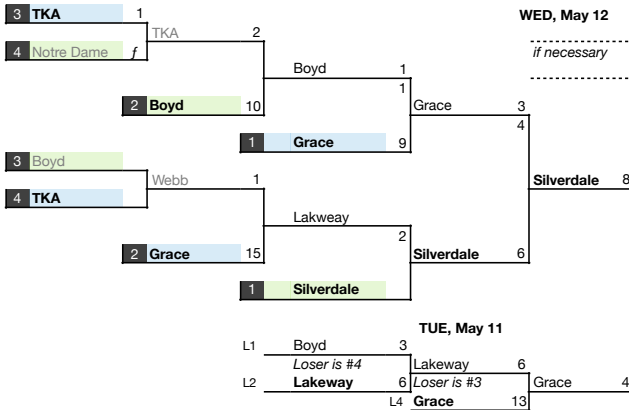 3 TKA 1
WED, May 12
TKA 2
4 Notre Dame f
if necessary
Boyd 1
2 Boyd 10
1
Grace 3
1 Grace 9
4
3 Boyd
Webb 1
Silverdale 8
4 TKA
Lakweay
2
2 Grace 15
Silverdale 6
1 Silverdale
TUE, May 11
L1 Boyd 3
Loser is #4
Lakeway 6
L2 Lakeway 6
Loser is #3
Grace 4
L4 Grace 13